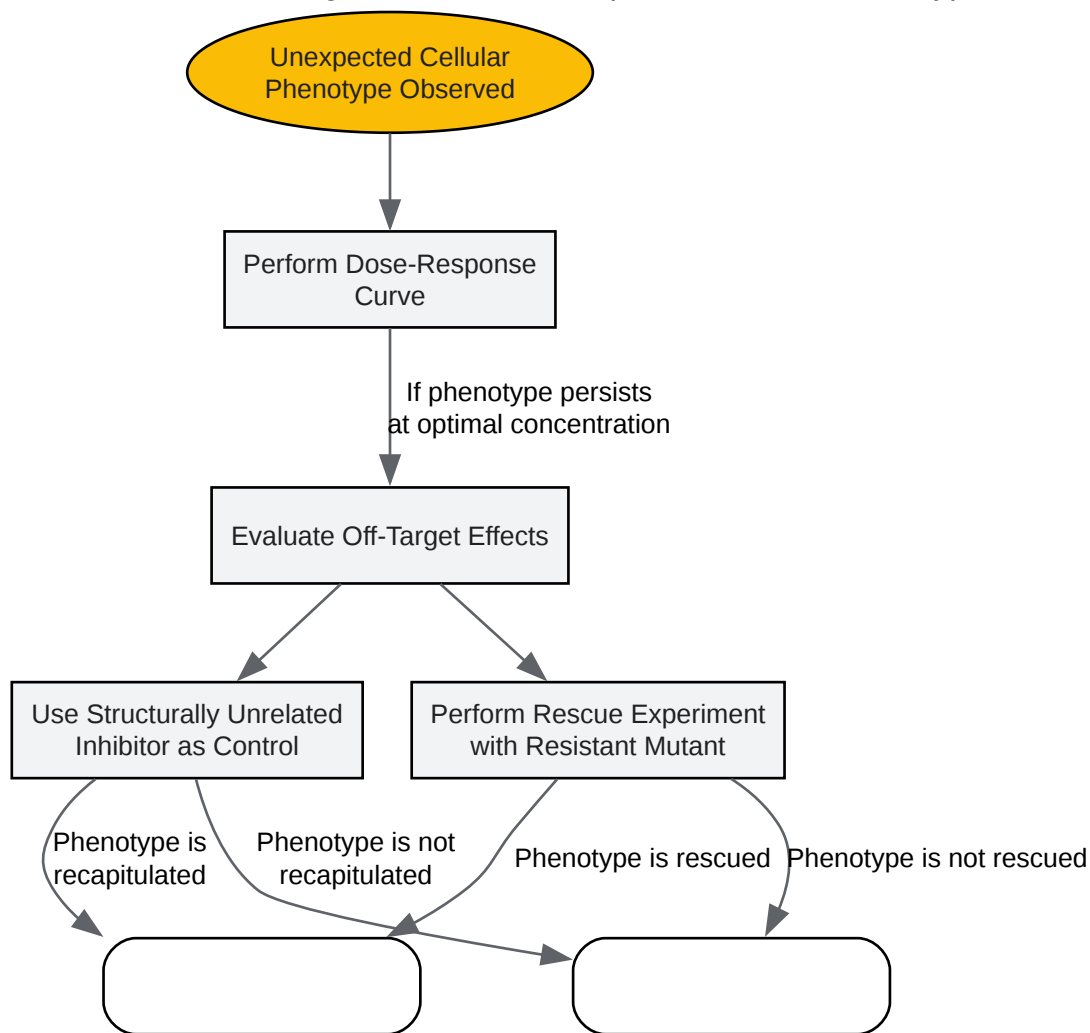 Unexpected Cellular
Phenotype Observed
Perform Dose-Response
Curve
If phenotype persists
at optimal concentration
Evaluate Off-Target Effects
Use Structurally Unrelated
Inhibitor as Control
Perform Rescue Experiment
with Resistant Mutant
Phenotype is
recapitulated
Phenotype is not
recapitulated
Phenotype is rescued
Phenotype is not rescued